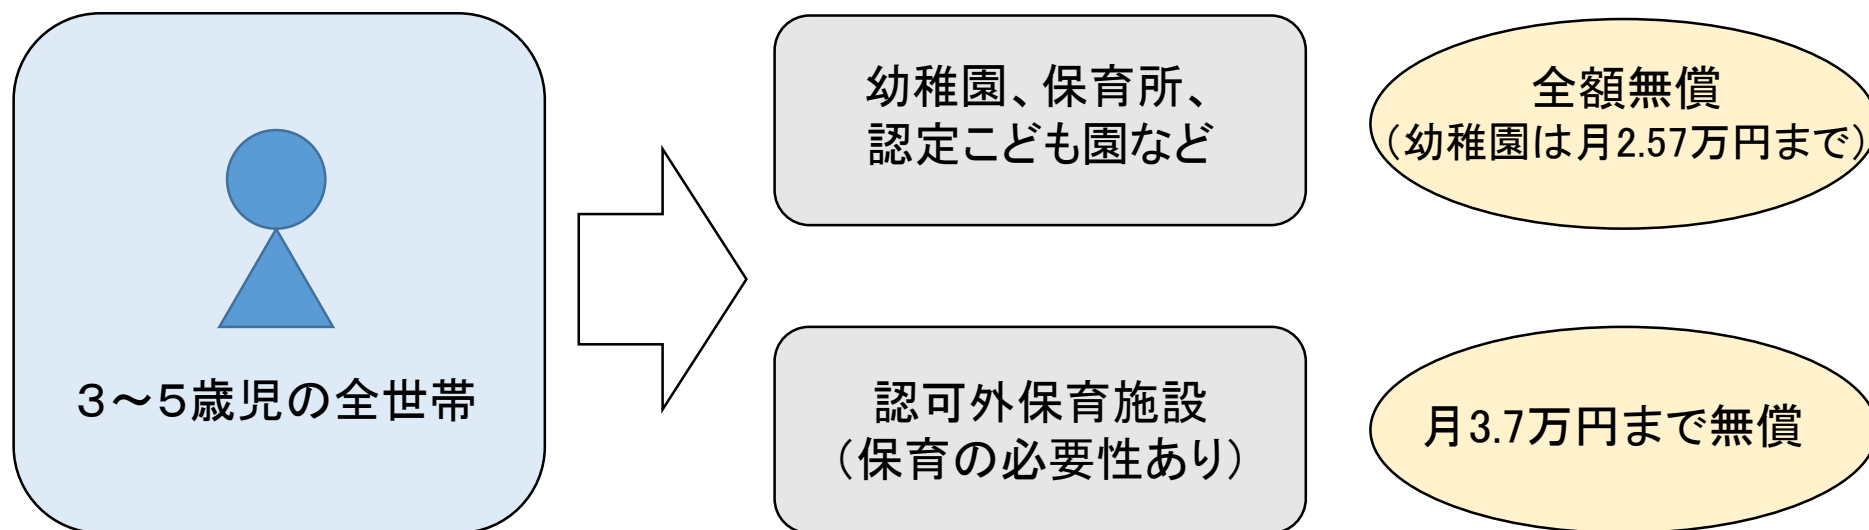 3～5歳児の全世帯
幼稚園、保育所、
認定こども園など
全額無償
（幼稚園は月2.57万円まで）
認可外保育施設
（保育の必要性あり）
月3.7万円まで無償